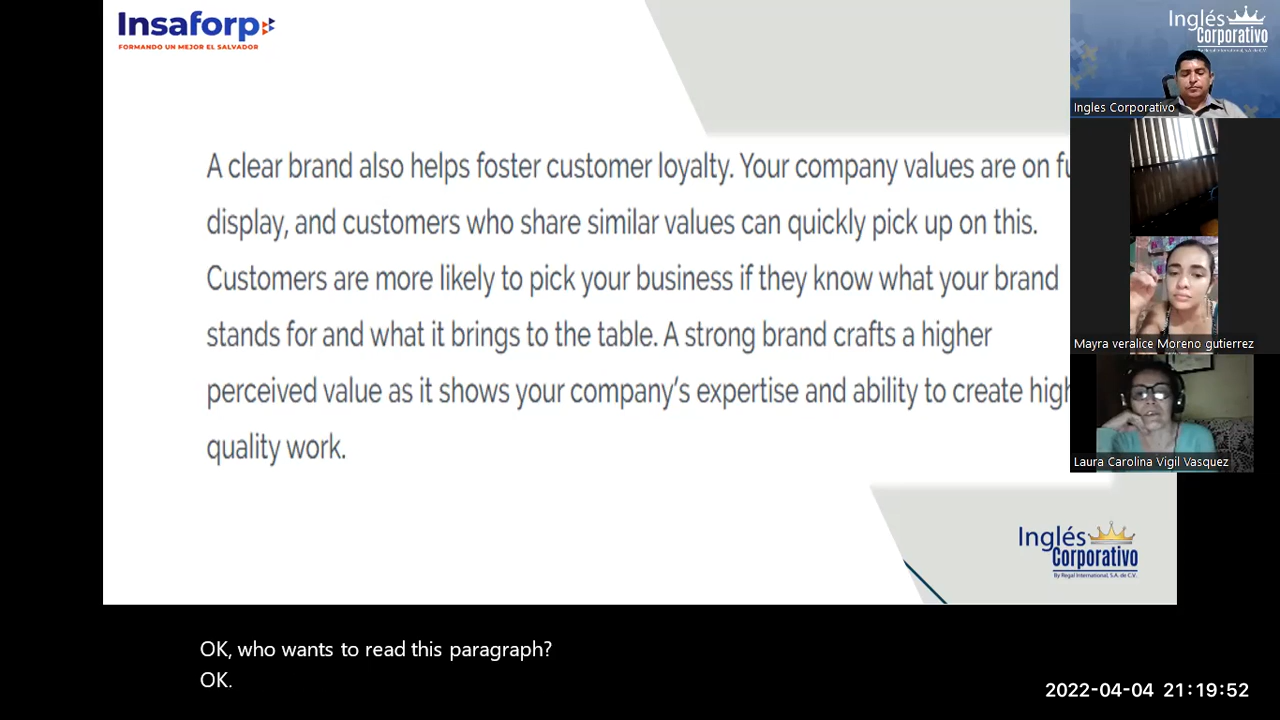 Insaforp
FORMANDO UN MEJOR EL SALVADOR
A clear brand also helps foster customer loyalty. Your company values are on
display, and customers who share similar values can quickly pick up on this.
Customers are more likely to pick your business if they know what your brand
stands for and what it brings to the table. A strong brand crafts a higher
perceived value as it shows your company's expertise and ability to create
quality work.
Inglés
Corporativo
By Regal International, S.A. de C.V.
Inglés
Corporativo
By Regal International, S.A. de C.V.
Ingles Corporativo
Mayra veralice Moreno gutierrez
Laura Carolina Vigil Vasquez
OK, who wants to read this paragraph?
OK.
2022-04-04 21:19:52